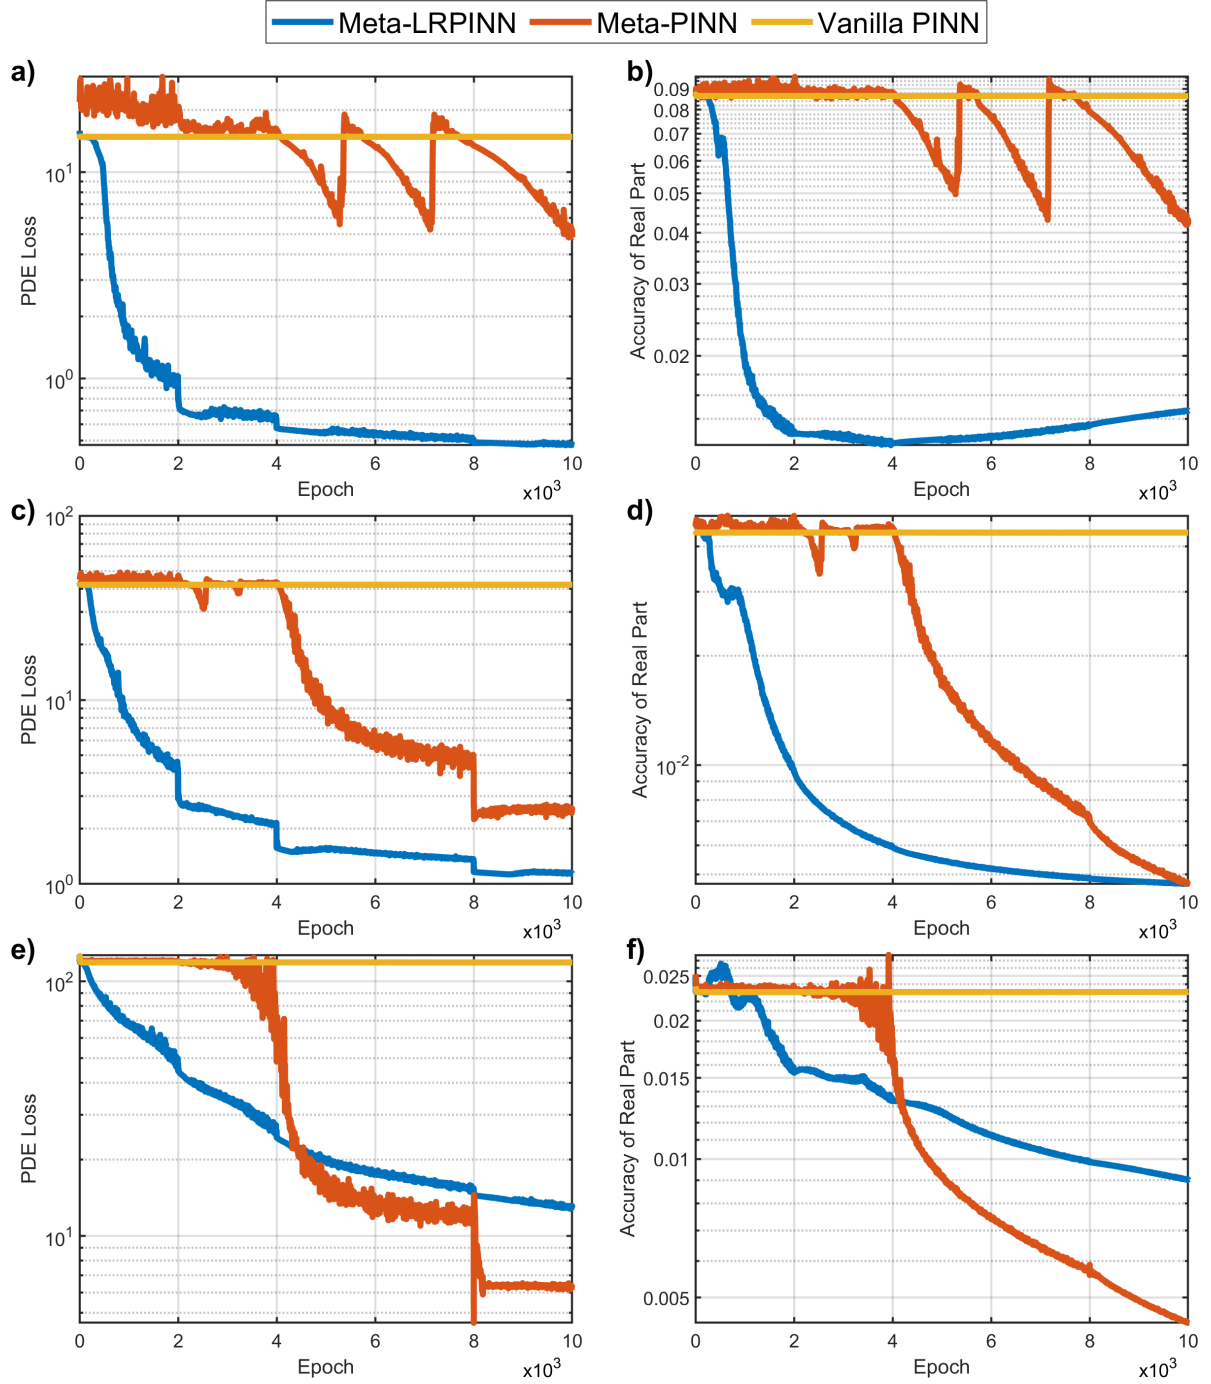 Meta-LRPINN Meta-PINN Vanilla PINN
a)
PDE Loss
10^1
10^0
0 2 4 6 8 10
Epoch
x10^3
b)
Accuracy of Real Part
0.09
0.08
0.07
0.06
0.05
0.04
0.03
0.02
0 2 4 6 8 10
Epoch
x10^3
c)
PDE Loss
10^2
10^1
10^0
0 2 4 6 8 10
Epoch
x10^3
d)
Accuracy of Real Part
10^-2
0 2 4 6 8 10
Epoch
x10^3
e)
PDE Loss
10^2
10^1
0 2 4 6 8 10
Epoch
x10^3
f)
Accuracy of Real Part
0.025
0.02
0.015
0.01
0.005
0 2 4 6 8 10
Epoch
x10^3